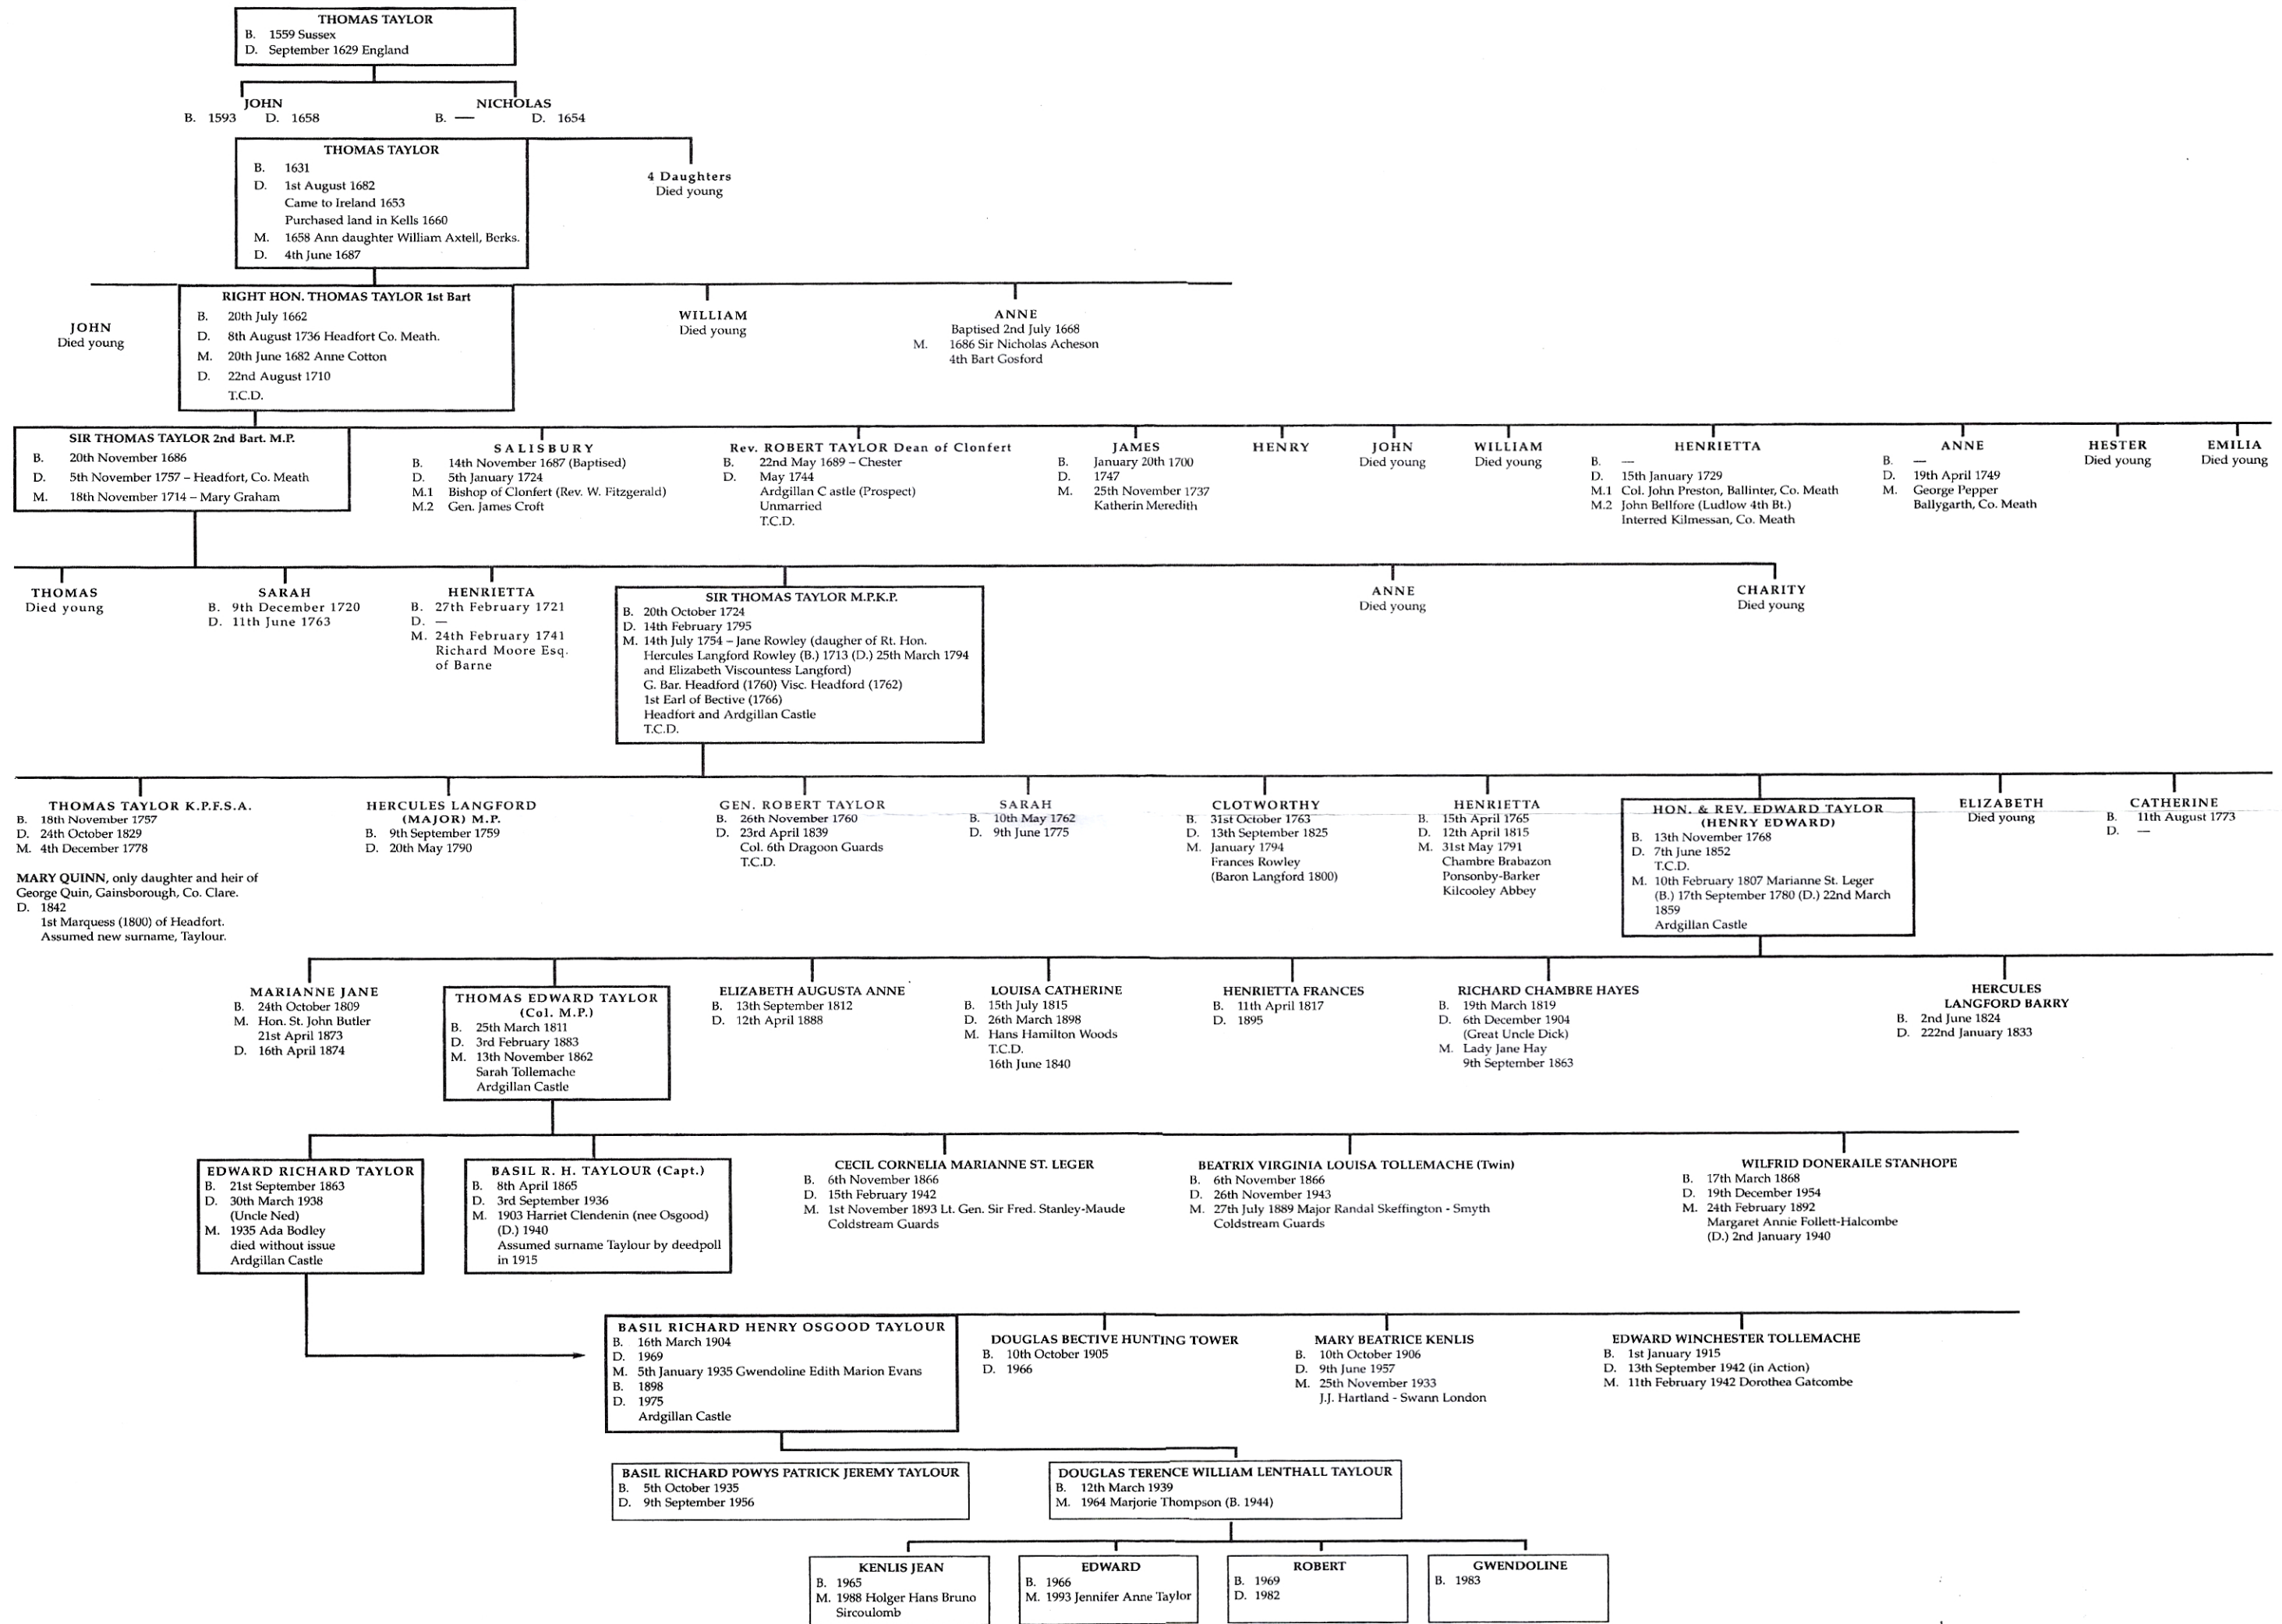 THOMAS TAYLOR
B. 1559 Sussex
D. September 1629 England
JOHN
B. 1593 D. 1658
NICHOLAS
B. — D. 1654
THOMAS TAYLOR
B. 1631
D. 1st August 1682
Came to Ireland 1653
Purchased land in Kells 1660
M. 1658 Ann daughter William Axtell, Berks.
D. 4th June 1687
4 Daughters
Died young
JOHN
Died young
RIGHT HON. THOMAS TAYLOR 1st Bart
B. 20th July 1662
D. 8th August 1736 Headfort Co. Meath.
M. 20th June 1682 Anne Cotton
D. 22nd August 1710
T.C.D.
WILLIAM
Died young
ANNE
Baptised 2nd July 1668
M. 1686 Sir Nicholas Acheson
4th Bart Gosford
SIR THOMAS TAYLOR 2nd Bart. M.P.
B. 20th November 1686
D. 5th November 1757 – Headfort, Co. Meath
M. 18th November 1714 – Mary Graham
SALISBURY
B. 14th November 1687 (Baptised)
D. 5th January 1724
M.1 Bishop of Clonfert (Rev. W. Fitzgerald)
M.2 Gen. James Croft
Rev. ROBERT TAYLOR Dean of Clonfert
B. 22nd May 1689 – Chester
D. May 1744
Ardgillan C astle (Prospect)
Unmarried
T.C.D.
JAMES
B. January 20th 1700
D. 1747
M. 25th November 1737
Katherin Meredith
HENRY
JOHN
Died young
WILLIAM
Died young
HENRIETTA
B. —
D. 15th January 1729
M.1 Col. John Preston, Ballinter, Co. Meath
M.2 John Bellfore (Ludlow 4th Bt.)
Interred Kilmessan, Co. Meath
ANNE
B. —
D. 19th April 1749
M. George Pepper
Ballygarth, Co. Meath
HESTER
Died young
EMILIA
Died young
THOMAS
Died young
SARAH
B. 9th December 1720
D. 11th June 1763
HENRIETTA
B. 27th February 1721
D. —
M. 24th February 1741
Richard Moore Esq.
of Barne
SIR THOMAS TAYLOR M.P.K.P.
B. 20th October 1724
D. 14th February 1795
M. 14th July 1754 – Jane Rowley (daugher of Rt. Hon.
Hercules Langford Rowley (B.) 1713 (D.) 25th March 1794
and Elizabeth Viscountess Langford)
G. Bar. Headford (1760) Visc. Headford (1762)
1st Earl of Bective (1766)
Headfort and Ardgillan Castle
T.C.D.
ANNE
Died young
CHARITY
Died young
THOMAS TAYLOR K.P.F.S.A.
B. 18th November 1757
D. 24th October 1829
M. 4th December 1778
MARY QUINN, only daughter and heir of
George Quin, Gainsborough, Co. Clare.
D. 1842
1st Marquess (1800) of Headfort.
Assumed new surname, Taylour.
HERCULES LANGFORD
(MAJOR) M.P.
B. 9th September 1759
D. 20th May 1790
GEN. ROBERT TAYLOR
B. 26th November 1760
D. 23rd April 1839
Col. 6th Dragoon Guards
T.C.D.
SARAH
B. 10th May 1762
D. 9th June 1775
CLOTWORTHY
B. 31st October 1763
D. 13th September 1825
M. January 1794
Frances Rowley
(Baron Langford 1800)
HENRIETTA
B. 15th April 1765
D. 12th April 1815
M. 31st May 1791
Chambre Brabazon
Ponsonby-Barker
Kilcooley Abbey
HON. & REV. EDWARD TAYLOR
(HENRY EDWARD)
B. 13th November 1768
D. 7th June 1852
T.C.D.
M. 10th February 1807 Marianne St. Leger
(B.) 17th September 1780 (D.) 22nd March
1859
Ardgillan Castle
ELIZABETH
Died young
CATHERINE
B. 11th August 1773
D. —
MARIANNE JANE
B. 24th October 1809
M. Hon. St. John Butler
21st April 1873
D. 16th April 1874
THOMAS EDWARD TAYLOR
(Col. M.P.)
B. 25th March 1811
D. 3rd February 1883
M. 13th November 1862
Sarah Tollemache
Ardgillan Castle
ELIZABETH AUGUSTA ANNE
B. 13th September 1812
D. 12th April 1888
LOUISA CATHERINE
B. 15th July 1815
D. 26th March 1898
M. Hans Hamilton Woods
T.C.D.
16th June 1840
HENRIETTA FRANCES
B. 11th April 1817
D. 1895
RICHARD CHAMBRE HAYES
B. 19th March 1819
D. 6th December 1904
(Great Uncle Dick)
M. Lady Jane Hay
9th September 1863
HERCULES
LANGFORD BARRY
B. 2nd June 1824
D. 222nd January 1833
EDWARD RICHARD TAYLOR
B. 21st September 1863
D. 30th March 1938
(Uncle Ned)
M. 1935 Ada Bodley
died without issue
Ardgillan Castle
BASIL R. H. TAYLOUR (Capt.)
B. 8th April 1865
D. 3rd September 1936
M. 1903 Harriet Clendenin (nee Osgood)
(D.) 1940
Assumed surname Taylour by deedpoll
in 1915
CECIL CORNELIA MARIANNE ST. LEGER
B. 6th November 1866
D. 15th February 1942
M. 1st November 1893 Lt. Gen. Sir Fred. Stanley-Maude
Coldstream Guards
BEATRIX VIRGINIA LOUISA TOLLEMACHE (Twin)
B. 6th November 1866
D. 26th November 1943
M. 27th July 1889 Major Randal Skeffington - Smyth
Coldstream Guards
WILFRID DONERAILE STANHOPE
B. 17th March 1868
D. 19th December 1954
M. 24th February 1892
Margaret Annie Follett-Halcombe
(D.) 2nd January 1940
BASIL RICHARD HENRY OSGOOD TAYLOUR
B. 16th March 1904
D. 1969
M. 5th January 1935 Gwendoline Edith Marion Evans
B. 1898
D. 1975
Ardgillan Castle
DOUGLAS BECTIVE HUNTING TOWER
B. 10th October 1905
D. 1966
MARY BEATRICE KENLIS
B. 10th October 1906
D. 9th June 1957
M. 25th November 1933
J.J. Hartland - Swann London
EDWARD WINCHESTER TOLLEMACHE
B. 1st January 1915
D. 13th September 1942 (in Action)
M. 11th February 1942 Dorothea Gatcombe
BASIL RICHARD POWYS PATRICK JEREMY TAYLOUR
B. 5th October 1935
D. 9th September 1956
DOUGLAS TERENCE WILLIAM LENTHALL TAYLOUR
B. 12th March 1939
M. 1964 Marjorie Thompson (B. 1944)
KENLIS JEAN
B. 1965
M. 1988 Holger Hans Bruno
Sircoulomb
EDWARD
B. 1966
M. 1993 Jennifer Anne Taylor
ROBERT
B. 1969
D. 1982
GWENDOLINE
B. 1983